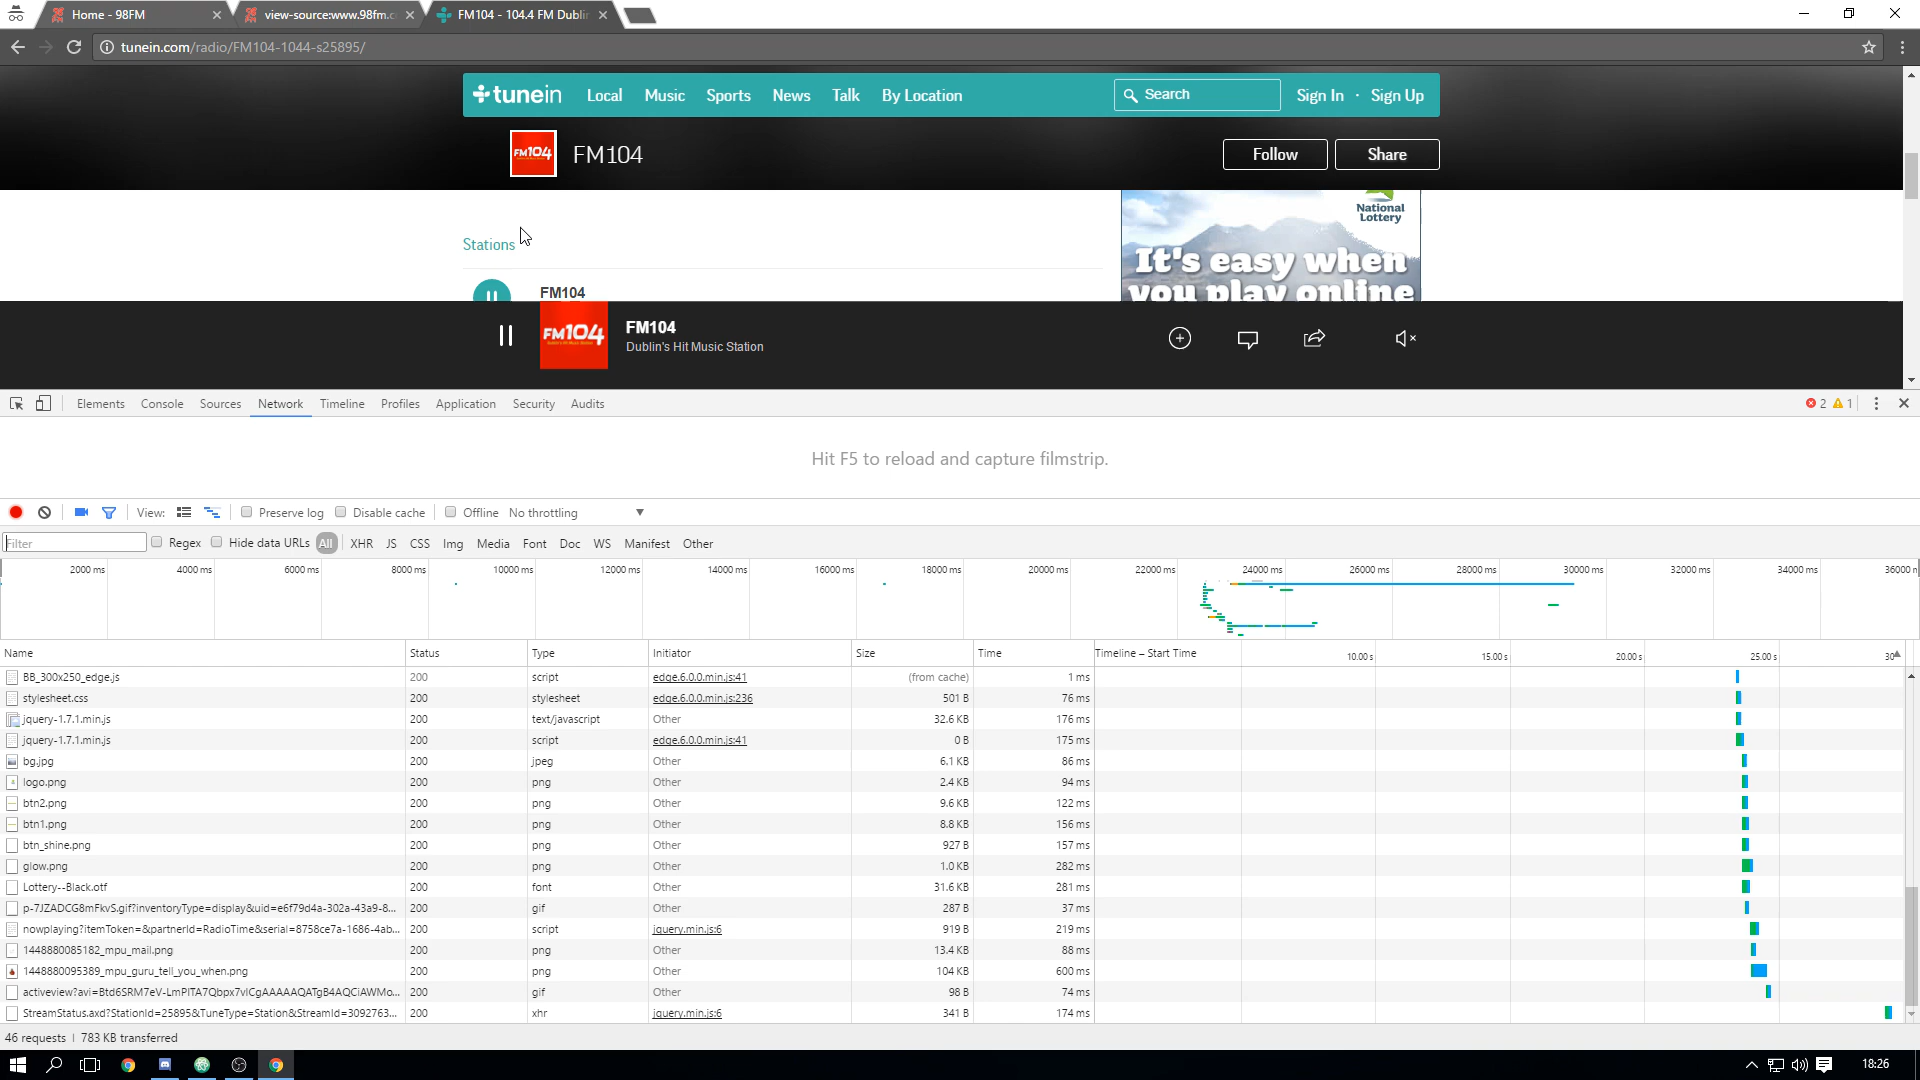 Home - 98FM
view-source:www.98fm.c
FM104 - 104.4 FM Dublin
tunein.com/radio/FM104-1044-s25895/
tunein Local Music Sports News Talk By Location Search Sign In · Sign Up
FM104 FM104 Follow Share
National
Lottery
Stations
It's easy when
you play online
FM104
FM104 FM104
Dublin's Hit Music Station
Elements Console Sources Network Timeline Profiles Application Security Audits 2 1
Hit F5 to reload and capture filmstrip.
View: Preserve log Disable cache Offline No throttling
Filter Regex Hide data URLs All XHR JS CSS Img Media Font Doc WS Manifest Other
2000 ms 4000 ms 6000 ms 8000 ms 10000 ms 12000 ms 14000 ms 16000 ms 18000 ms 20000 ms 22000 ms 24000 ms 26000 ms 28000 ms 30000 ms 32000 ms 34000 ms 36000 n
Name Status Type Initiator Size Time Timeline – Start Time 10.00 s 15.00 s 20.00 s 25.00 s 30
BB_300x250_edge.js 200 script edge.6.0.0.min.js:41 (from cache) 1 ms
stylesheet.css 200 stylesheet edge.6.0.0.min.js:236 501 B 76 ms
jquery-1.7.1.min.js 200 text/javascript Other 32.6 KB 176 ms
jquery-1.7.1.min.js 200 script edge.6.0.0.min.js:41 0 B 175 ms
bg.jpg 200 jpeg Other 6.1 KB 86 ms
logo.png 200 png Other 2.4 KB 94 ms
btn2.png 200 png Other 9.6 KB 122 ms
btn1.png 200 png Other 8.8 KB 156 ms
btn_shine.png 200 png Other 927 B 157 ms
glow.png 200 png Other 1.0 KB 282 ms
Lottery--Black.otf 200 font Other 31.6 KB 281 ms
p-7JZADCG8mFkvS.gif?inventoryType=display&uid=e6f79d4a-302a-43a9-8... 200 gif Other 287 B 37 ms
nowplaying?itemToken=&partnerId=RadioTime&serial=8758ce7a-1686-4ab... 200 script jquery.min.js:6 919 B 219 ms
1448880085182_mpu_mail.png 200 png Other 13.4 KB 88 ms
1448880095389_mpu_guru_tell_you_when.png 200 png Other 104 KB 600 ms
activeview?avi=Btd6SRM7eV-LmPITA7Qbpx7vICgAAAAAQATgB4AQCiAWMo... 200 gif Other 98 B 74 ms
StreamStatus.axd?StationId=25895&TuneType=Station&StreamId=3092763... 200 xhr jquery.min.js:6 341 B 174 ms
46 requests | 783 KB transferred
18:26